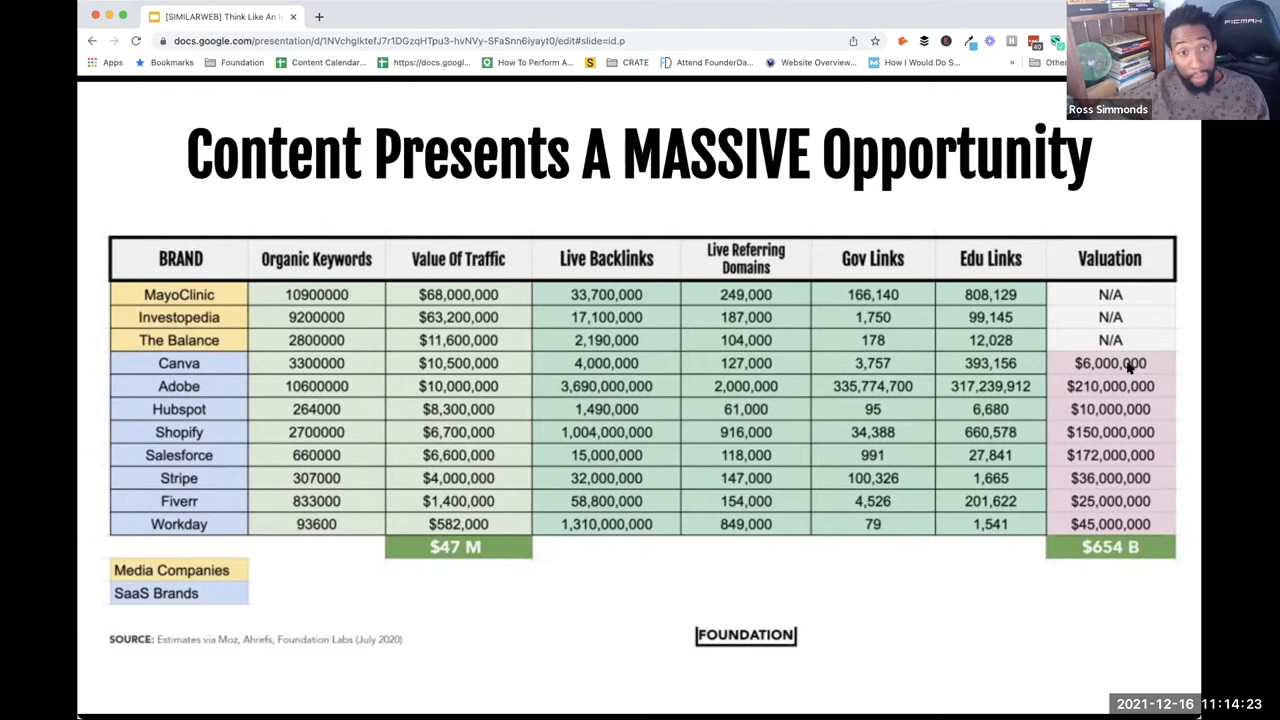 [SIMILARWEB] Think Like An I
docs.google.com/presentation/d/1NVchgIktefJ7r1DGzqHTpu3-hvNVy-SFaSnn6iyayt0/edit#slide=id.p
Apps Bookmarks Foundation Content Calendar... https://docs.googl... How To Perform A... S CRATE Attend FounderDa... Website Overview... How I Would Do S... » Othe
40
PICMAX
Ross Simmonds
Content Presents A MASSIVE Opportunity
BRAND Organic Keywords Value Of Traffic Live Backlinks Live Referring Domains Gov Links Edu Links Valuation
MayoClinic 10900000 $68,000,000 33,700,000 249,000 166,140 808,129 N/A
Investopedia 9200000 $63,200,000 17,100,000 187,000 1,750 99,145 N/A
The Balance 2800000 $11,600,000 2,190,000 104,000 178 12,028 N/A
Canva 3300000 $10,500,000 4,000,000 127,000 3,757 393,156 $6,000,000
Adobe 10600000 $10,000,000 3,690,000,000 2,000,000 335,774,700 317,239,912 $210,000,000
Hubspot 264000 $8,300,000 1,490,000 61,000 95 6,680 $10,000,000
Shopify 2700000 $6,700,000 1,004,000,000 916,000 34,388 660,578 $150,000,000
Salesforce 660000 $6,600,000 15,000,000 118,000 991 27,841 $172,000,000
Stripe 307000 $4,000,000 32,000,000 147,000 100,326 1,665 $36,000,000
Fiverr 833000 $1,400,000 58,800,000 154,000 4,526 201,622 $25,000,000
Workday 93600 $582,000 1,310,000,000 849,000 79 1,541 $45,000,000
$47 M $654 B
Media Companies
SaaS Brands
SOURCE: Estimates via Moz, Ahrefs, Foundation Labs (July 2020)
FOUNDATION
2021-12-16 11:14:23